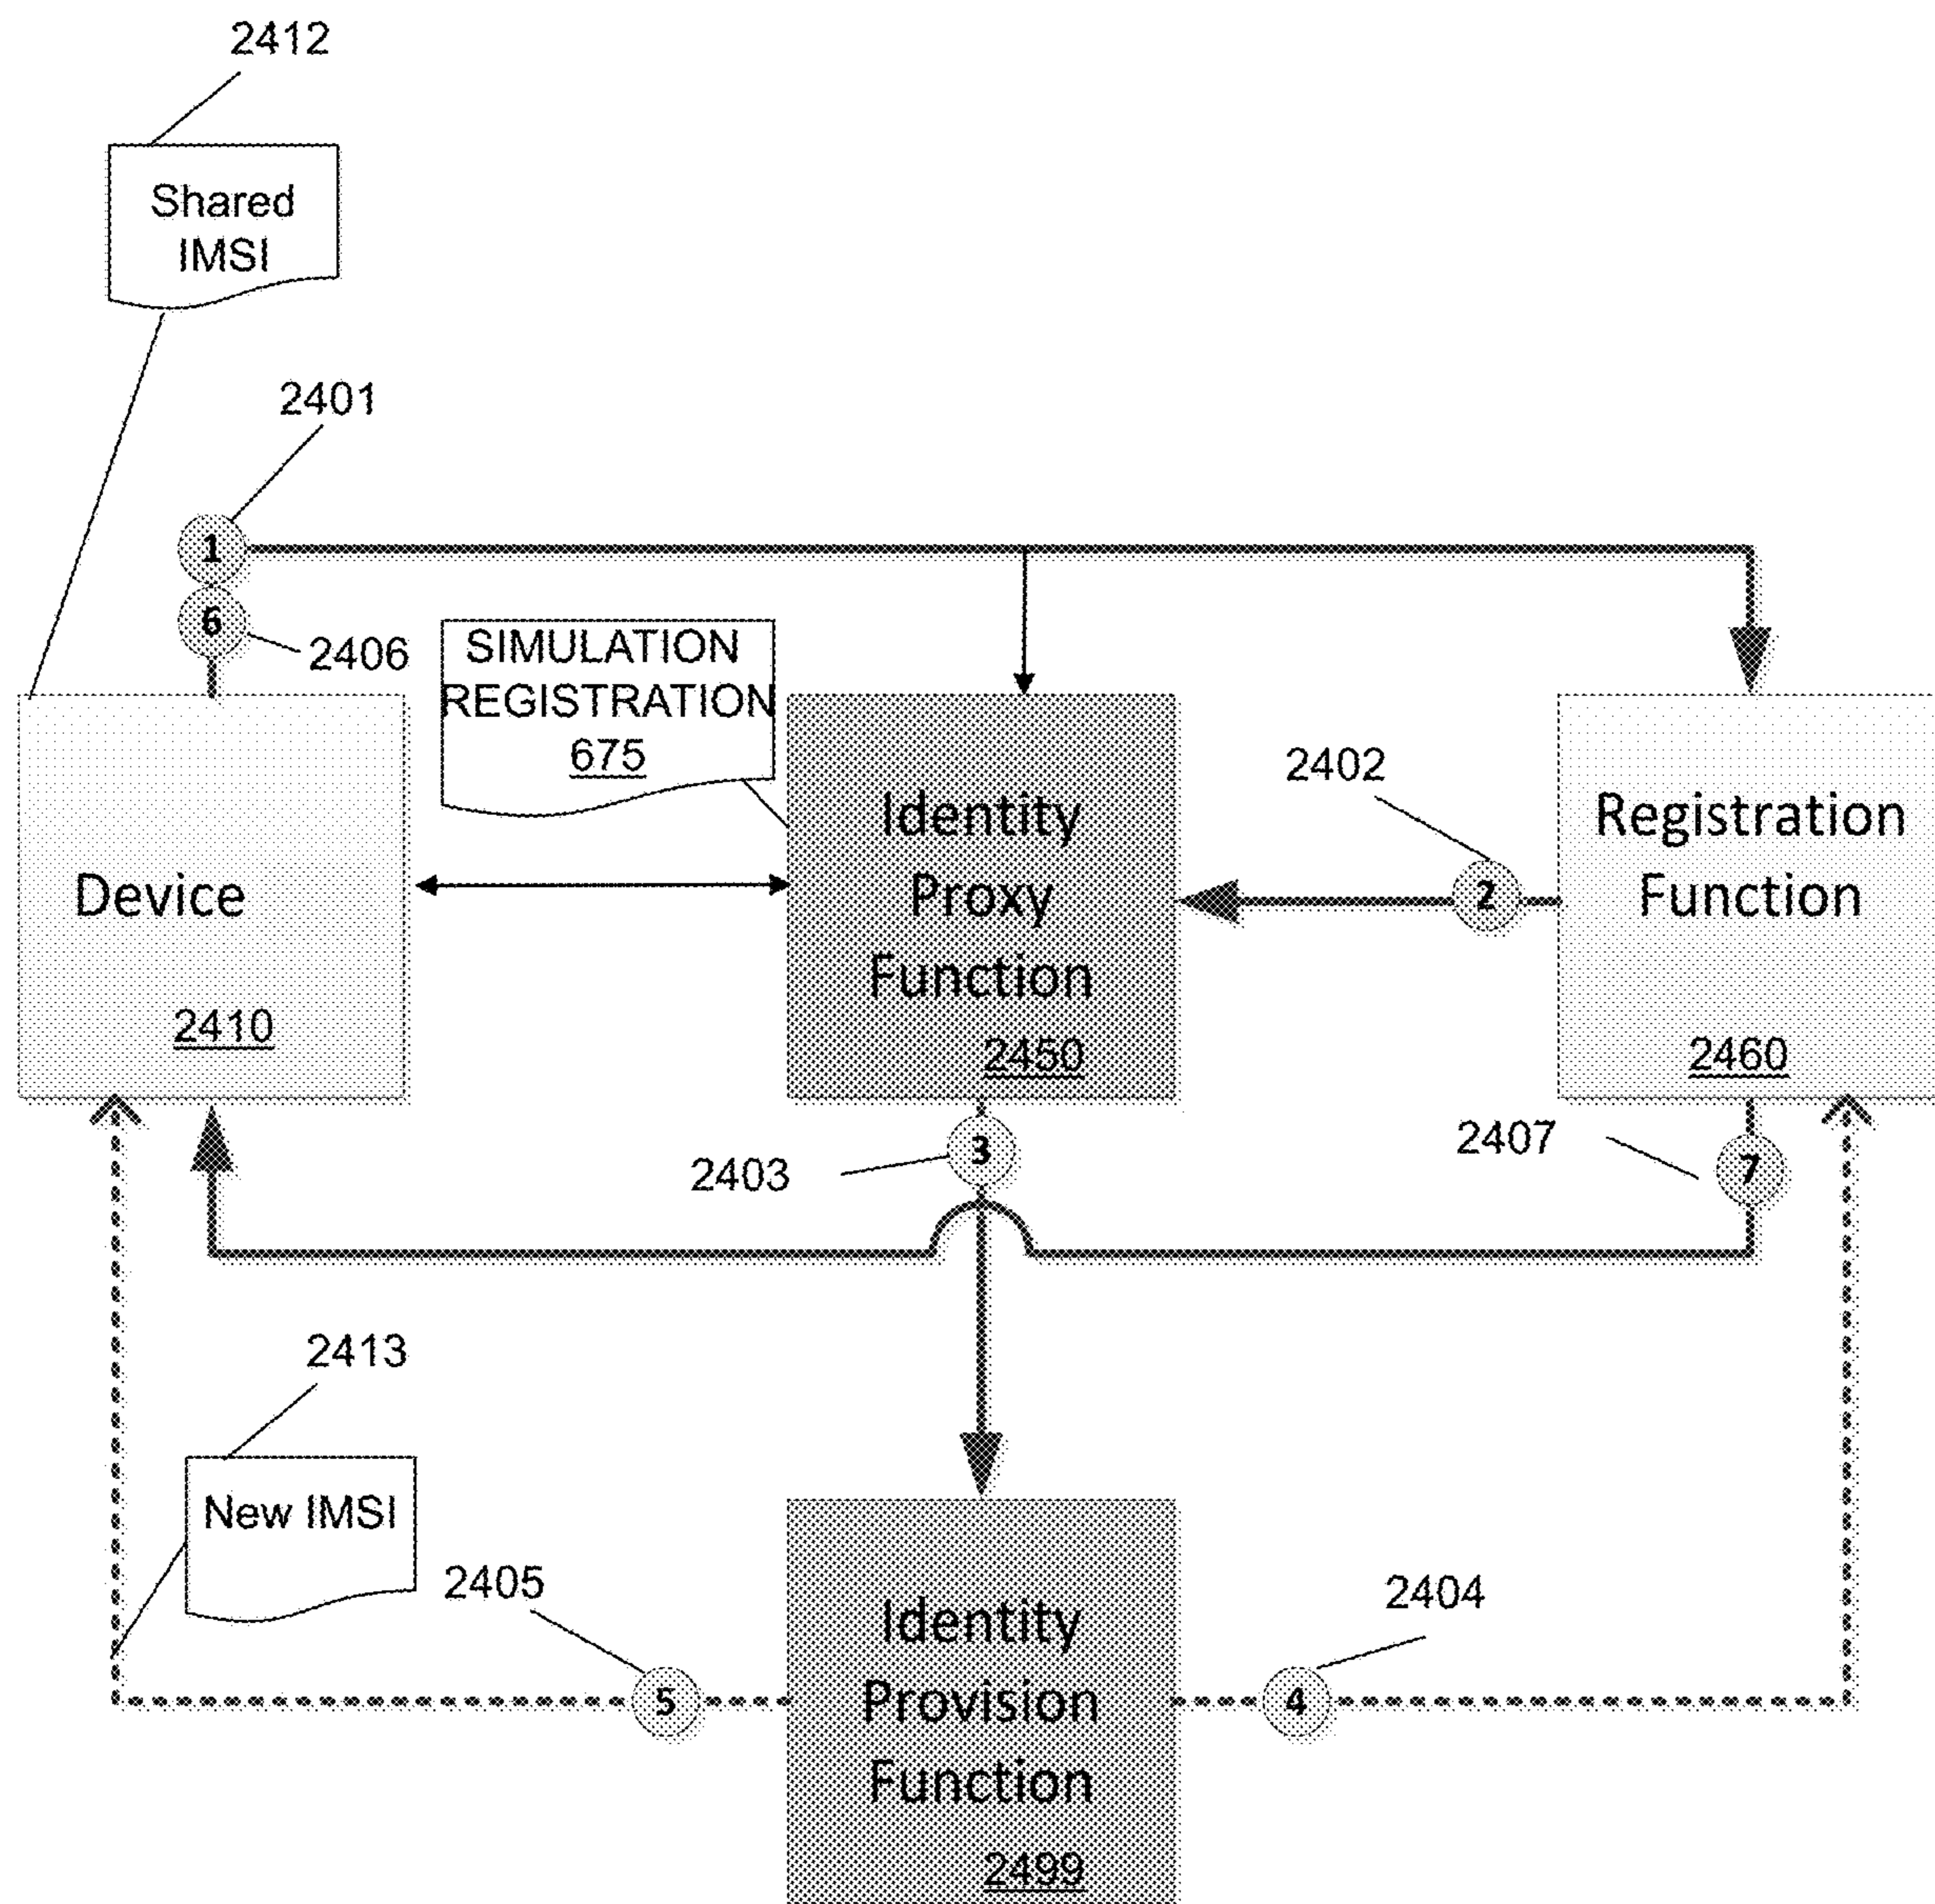 2412
Shared
IMSI
2401
1
6
2406
SIMULATION
REGISTRATION
675
2402
2
Device
2410
Identity
Proxy
Function
2450
Registration
Function
2460
3
2403
2407
7
2413
New IMSI
2405
5
2404
4
Identity
Provision
Function
2499